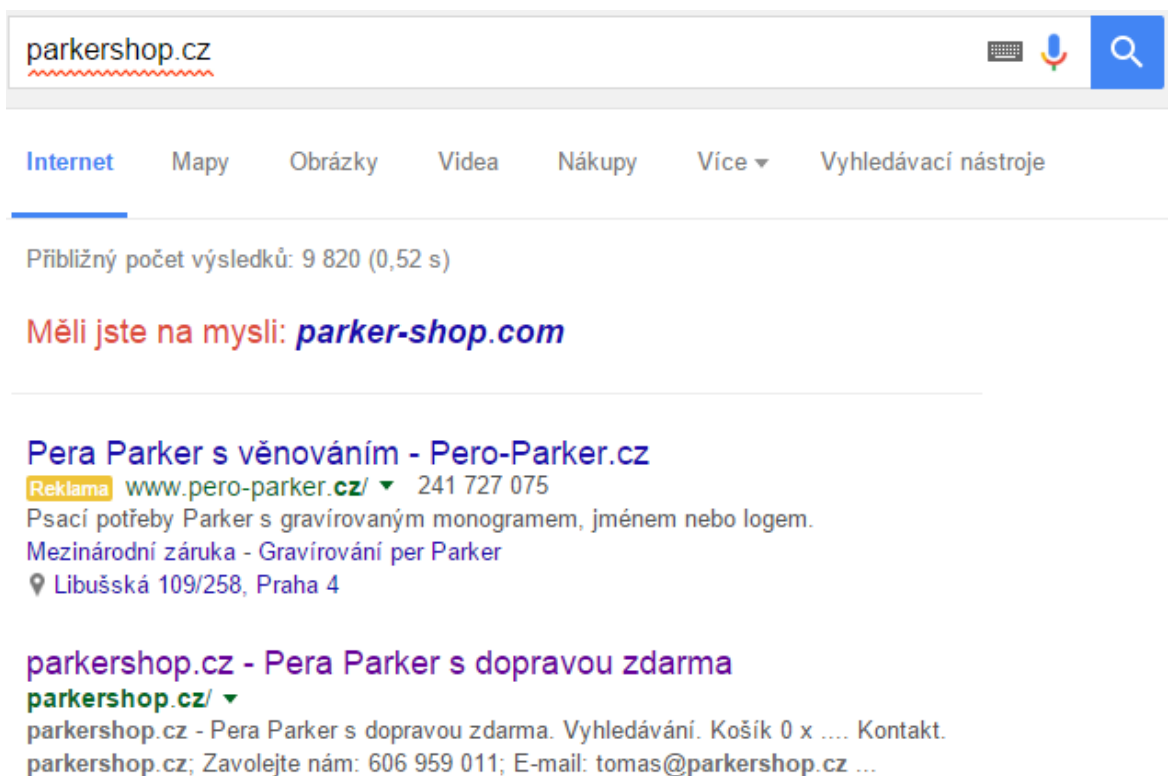 parkershop.cz
Internet Mapy Obrázky Videa Nákupy Více Vyhledávací nástroje
Přibližný počet výsledků: 9 820 (0,52 s)
Měli jste na mysli: parker-shop.com
Pera Parker s věnováním - Pero-Parker.cz
Reklama www.pero-parker.cz/ 241 727 075
Psací potřeby Parker s gravírovaným monogramem, jménem nebo logem.
Mezinárodní záruka - Gravírování per Parker
Libušská 109/258, Praha 4
parkershop.cz - Pera Parker s dopravou zdarma
parkershop.cz/
parkershop.cz - Pera Parker s dopravou zdarma. Vyhledávání. Košík 0 x .... Kontakt.
parkershop.cz; Zavolejte nám: 606 959 011; E-mail: tomas@parkershop.cz ...